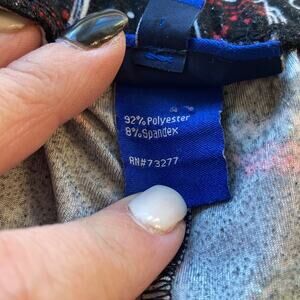 92% Polyester
8% Spandex
RN#73277